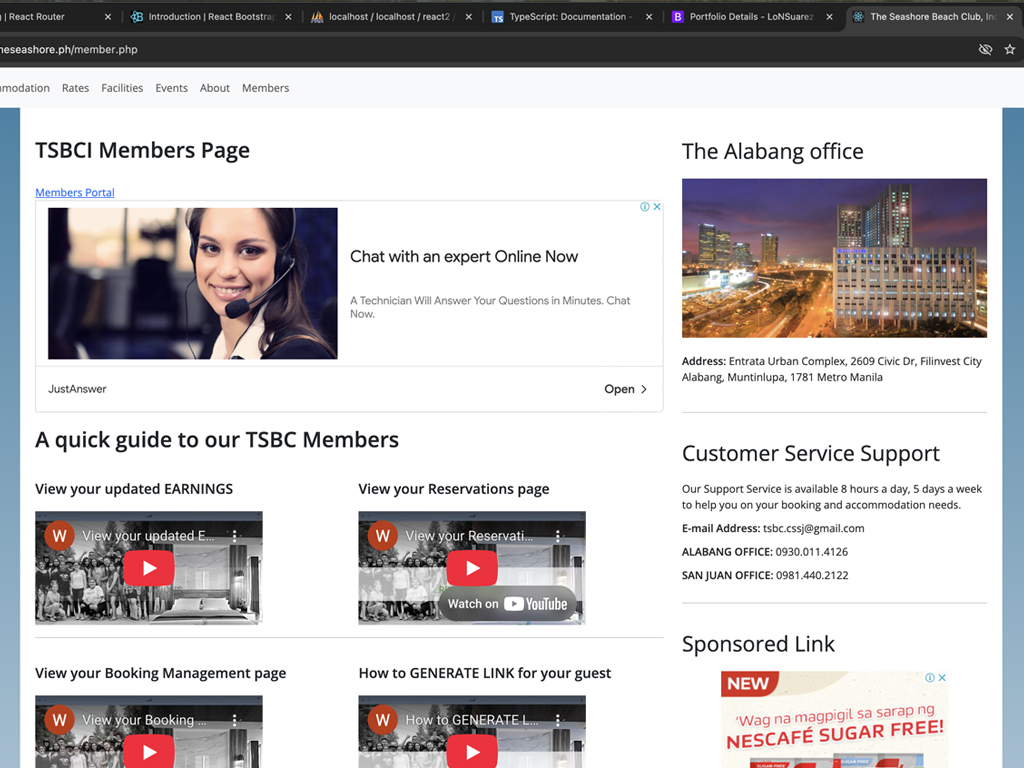 | React Router
Introduction | React Bootstrap
localhost / localhost / react2 /
TypeScript: Documentation -
Portfolio Details - LoNSuarez
The Seashore Beach Club, Inc
heseashore.ph/member.php
Rates
Facilities
Events
About
Members
TSBCI Members Page
Members Portal
Chat with an expert Online Now
A Technician Will Answer Your Questions in Minutes. Chat
Now.
JustAnswer
Open
A quick guide to our TSBC Members
View your updated EARNINGS
W View your updated E...
View your Reservations page
W View your Reservati...
Watch on YouTube
View your Booking Management page
W View your Booking ...
How to GENERATE LINK for your guest
W How to GENERATE L...
The Alabang office
Address: Entrata Urban Complex, 2609 Civic Dr, Filinvest City
Alabang, Muntinlupa, 1781 Metro Manila
Customer Service Support
Our Support Service is available 8 hours a day, 5 days a week
to help you on your booking and accommodation needs.
E-mail Address: tsbc.cssj@gmail.com
ALABANG OFFICE: 0930.011.4126
SAN JUAN OFFICE: 0981.440.2122
Sponsored Link
NEW
'Wag na magpigil sa sarap ng
NESCAFÉ SUGAR FREE!
SUGAR FREE
SUGAR FREE